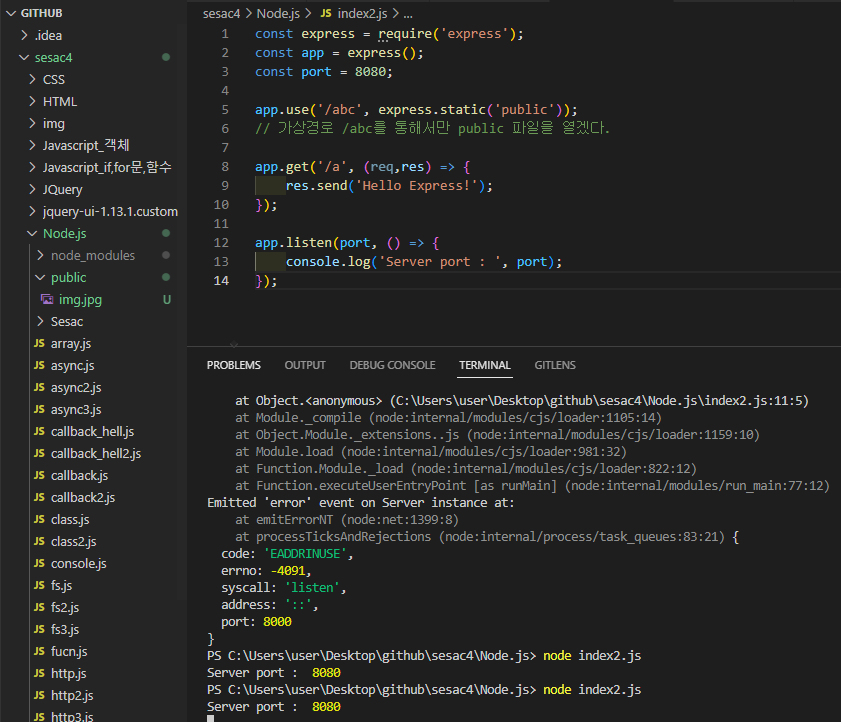 GITHUB
.idea
sesac4
CSS
HTML
img
Javascript_객체
Javascript_if,for문,함수
JQuery
jquery-ui-1.13.1.custom
Node.js
node_modules
public
img.jpg U
Sesac
JS array.js
JS async.js
JS async2.js
JS async3.js
JS callback_hell.js
JS callback_hell2.js
JS callback.js
JS callback2.js
JS class.js
JS class2.js
JS console.js
JS fs.js
JS fs2.js
JS fs3.js
JS fucn.js
JS http.js
JS http2.js
JS http3.js
sesac4 > Node.js > JS index2.js > ...
1 const express = require('express');
2 const app = express();
3 const port = 8080;
4
5 app.use('/abc', express.static('public'));
6 // 가상경로 /abc를 통해서만 public 파일을 열겠다.
7
8 app.get('/a', (req,res) => {
9 res.send('Hello Express!');
10 });
11
12 app.listen(port, () => {
13 console.log('Server port : ', port);
14 });
PROBLEMS OUTPUT DEBUG CONSOLE TERMINAL GITLENS
at Object.<anonymous> (C:\Users\user\Desktop\github\sesac4\Node.js\index2.js:11:5)
at Module._compile (node:internal/modules/cjs/loader:1105:14)
at Object.Module._extensions..js (node:internal/modules/cjs/loader:1159:10)
at Module.load (node:internal/modules/cjs/loader:981:32)
at Function.Module._load (node:internal/modules/cjs/loader:822:12)
at Function.executeUserEntryPoint [as runMain] (node:internal/modules/run_main:77:12)
Emitted 'error' event on Server instance at:
at emitErrorNT (node:net:1399:8)
at processTicksAndRejections (node:internal/process/task_queues:83:21) {
code: 'EADDRINUSE',
errno: -4091,
syscall: 'listen',
address: '::',
port: 8000
}
PS C:\Users\user\Desktop\github\sesac4\Node.js> node index2.js
Server port :  8080
PS C:\Users\user\Desktop\github\sesac4\Node.js> node index2.js
Server port :  8080